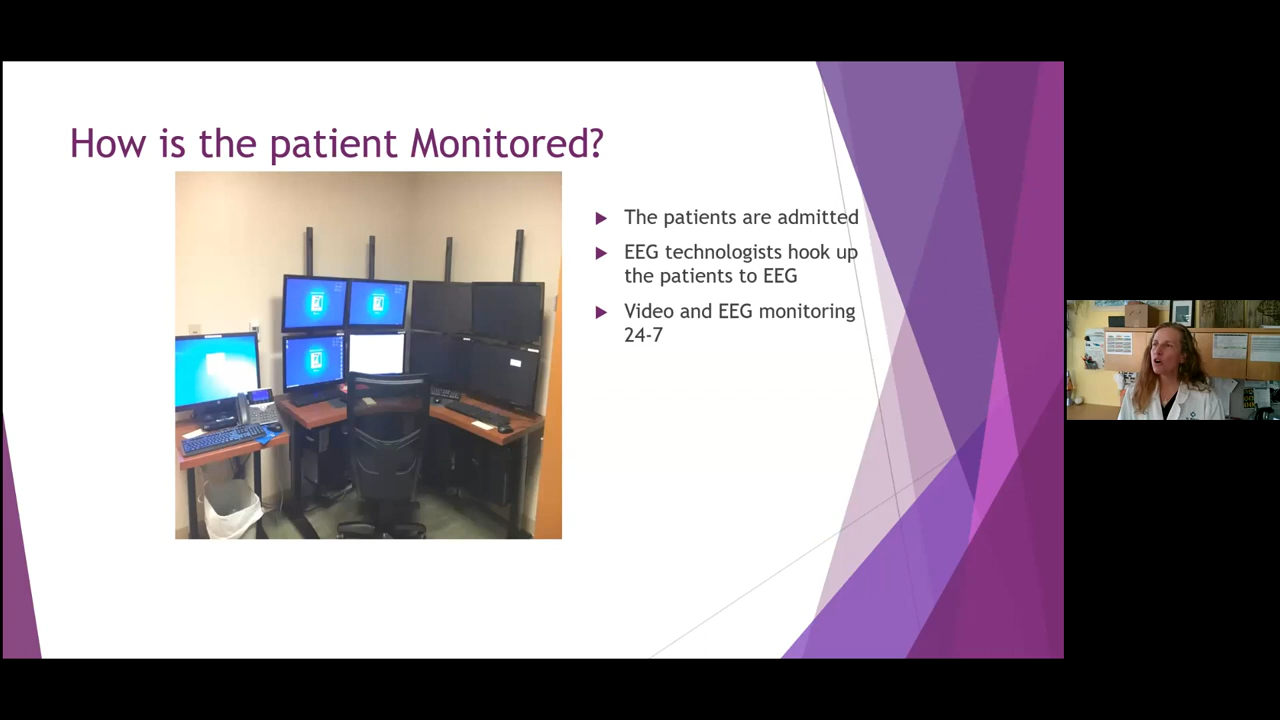 How is the patient Monitored?
The patients are admitted
EEG technologists hook up
the patients to EEG
Video and EEG monitoring
24-7